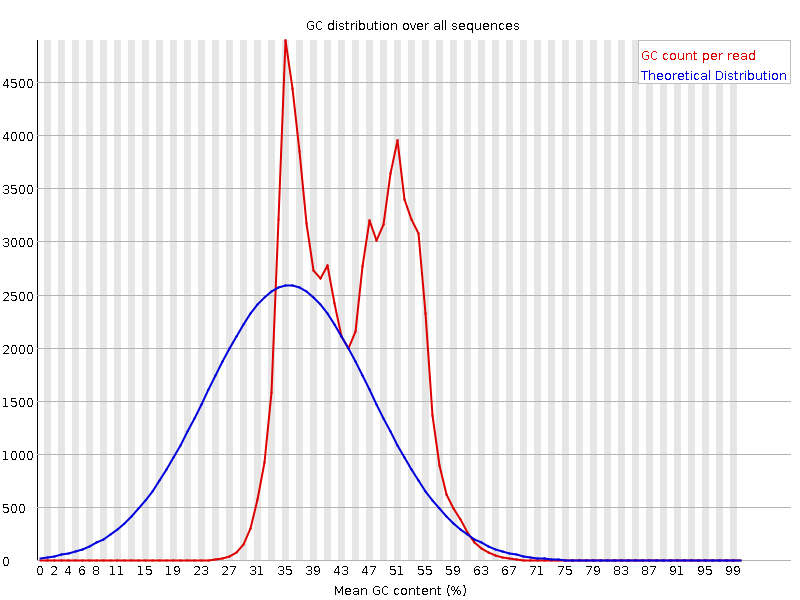 GC distribution over all sequences
GC count per read
Theoretical Distribution
4500
4000
3500
3000
2500
2000
1500
1000
500
0
0 2 4 6 8 11 15 19 23 27 31 35 39 43 47 51 55 59 63 67 71 75 79 83 87 91 95 99
Mean GC content (%)